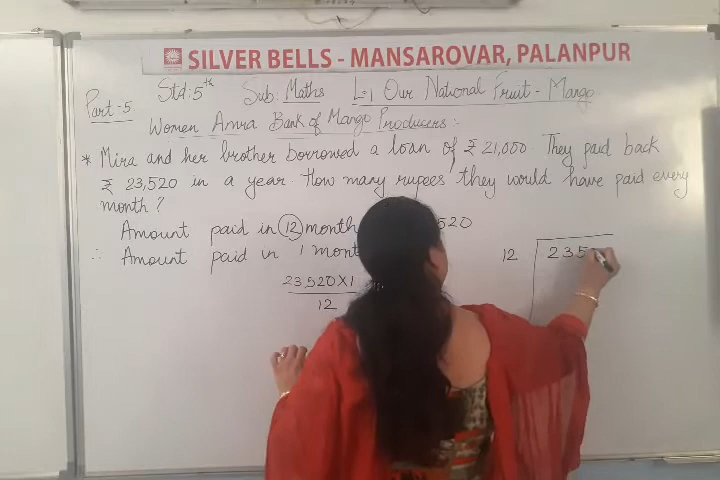 SILVER BELLS - MANSAROVAR, PALANPUR
Part-5 Std: 5th Sub: Maths L-1 Our National Fruit - Mango
Women Amra Bank of Mango Producers:
* Mira and her brother borrowed a loan of ₹ 21,000. They paid back
₹ 23,520 in a year. How many rupees, they would have paid every
month?
Amount paid in 12 month 520
∴ Amount paid in 1 mont
23,520 X 1
12
12 235